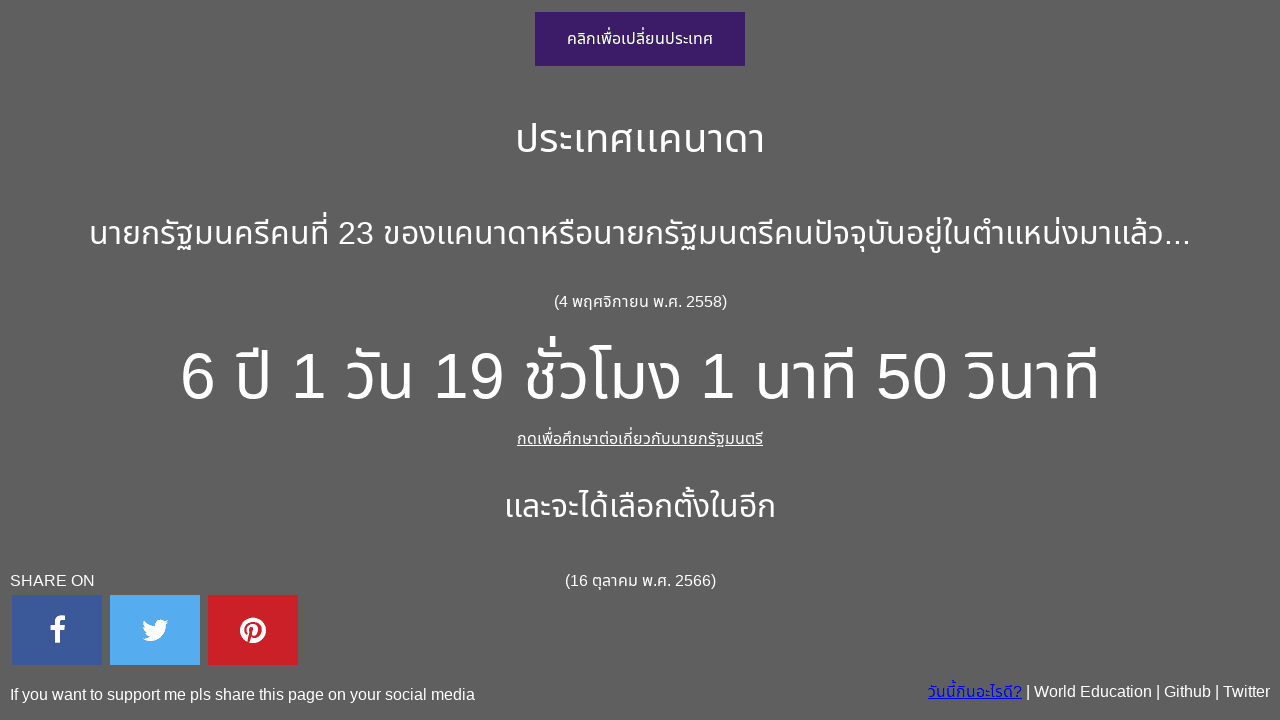 คลิกเพื่อเปลี่ยนประเทศ
ประเทศแคนาดา
นายกรัฐมนครีคนที่ 23 ของแคนาดาหรือนายกรัฐมนตรีคนปัจจุบันอยู่ในตำแหน่งมาแล้ว...
(4 พฤศจิกายน พ.ศ. 2558)
6 ปี 1 วัน 19 ชั่วโมง 1 นาที 50 วินาที
กดเพื่อศึกษาต่อเกี่ยวกับนายกรัฐมนตรี
และจะได้เลือกตั้งในอีก
(16 ตุลาคม พ.ศ. 2566)
SHARE ON
If you want to support me pls share this page on your social media
วันนี้กินอะไรดี? | World Education | Github | Twitter